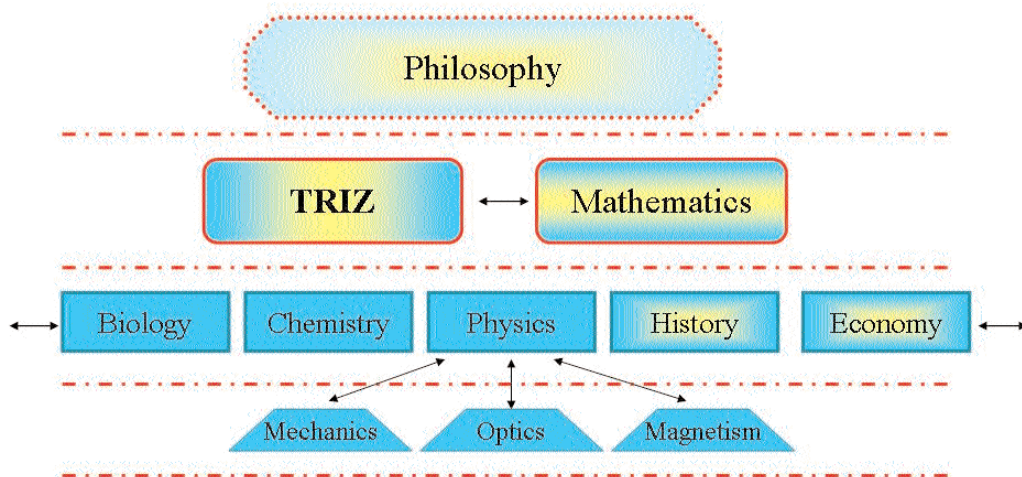 Philosophy
TRIZ
Mathematics
Biology
Chemistry
Physics
History
Economy
Mechanics
Optics
Magnetism